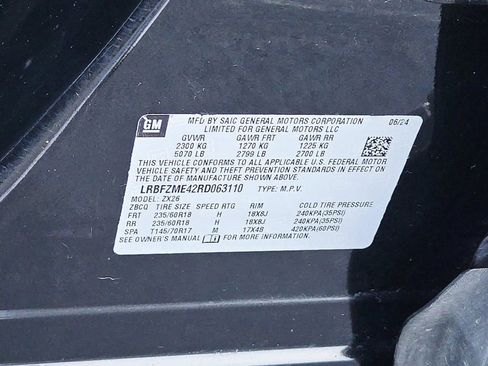 GM
MFD BY SAIC GENERAL MOTORS CORPORATION 06/24
LIMITED FOR GENERAL MOTORS LLC
GVWR GAWR FRT GAWR RR
2300 KG 1270 KG 1225 KG
5070 LB 2799 LB 2700 LB
THIS VEHICLE CONFORMS TO ALL APPLICABLE U.S. FEDERAL MOTOR
VEHICLE SAFETY AND THEFT PREVENTION STANDARDS IN EFFECT
ON THE DATE OF MANUFACTURE SHOWN ABOVE.
LRBFZME42RD063110 TYPE: M.P.V.
MODEL: ZX26
ZBCQ TIRE SIZE SPEED RTG RIM COLD TIRE PRESSURE
FRT 235/60R18 H 18X8J 240KPA(35PSI)
RR 235/60R18 H 18X8J 240KPA(35PSI)
SPA T145/70R17 M 17X4B 420KPA(60PSI)
SEE OWNER'S MANUAL FOR MORE INFORMATION